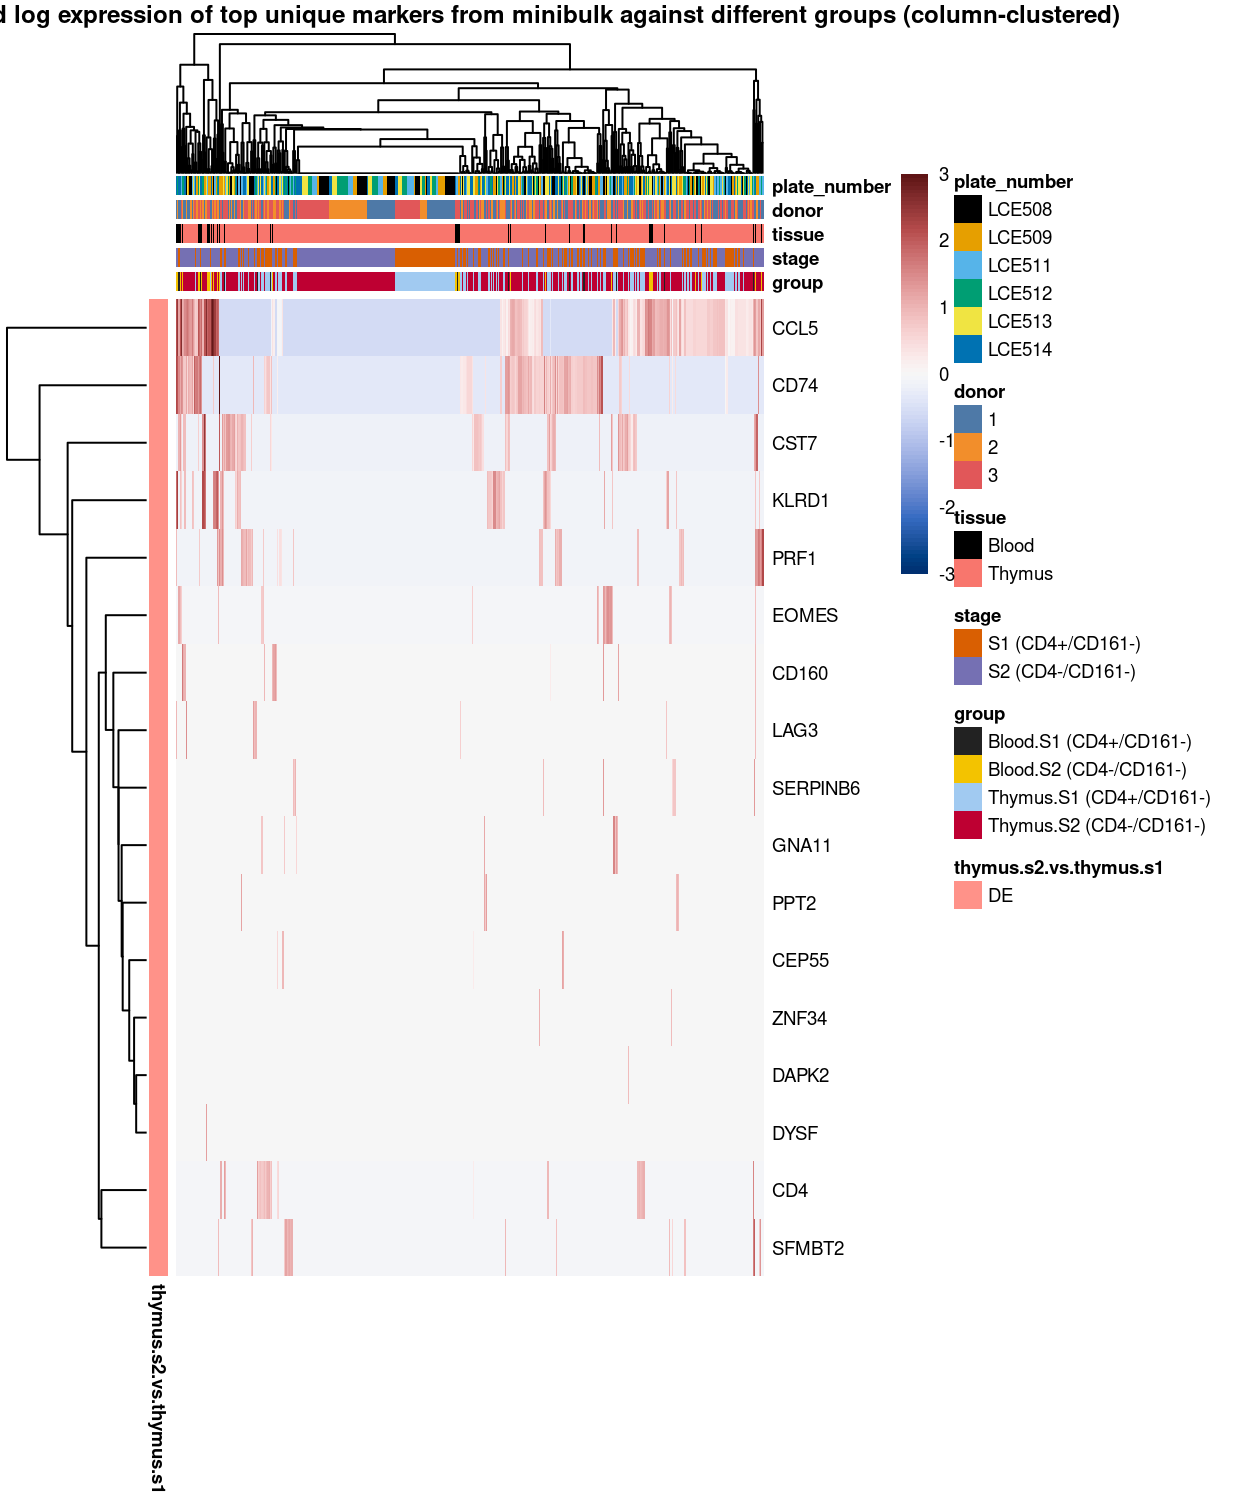 d log expression of top unique markers from minibulk against different groups (column-clustered)
plate_number
donor
tissue
stage
group
CCL5
CD74
CST7
KLRD1
PRF1
EOMES
CD160
LAG3
SERPINB6
GNA11
PPT2
CEP55
ZNF34
DAPK2
DYSF
CD4
SFMBT2
thymus.s2.vs.thymus.s1
3
2
1
0
-1
-2
-3
plate_number
LCE508
LCE509
LCE511
LCE512
LCE513
LCE514
donor
1
2
3
tissue
Blood
Thymus
stage
S1 (CD4+/CD161-)
S2 (CD4-/CD161-)
group
Blood.S1 (CD4+/CD161-)
Blood.S2 (CD4-/CD161-)
Thymus.S1 (CD4+/CD161-)
Thymus.S2 (CD4-/CD161-)
thymus.s2.vs.thymus.s1
DE